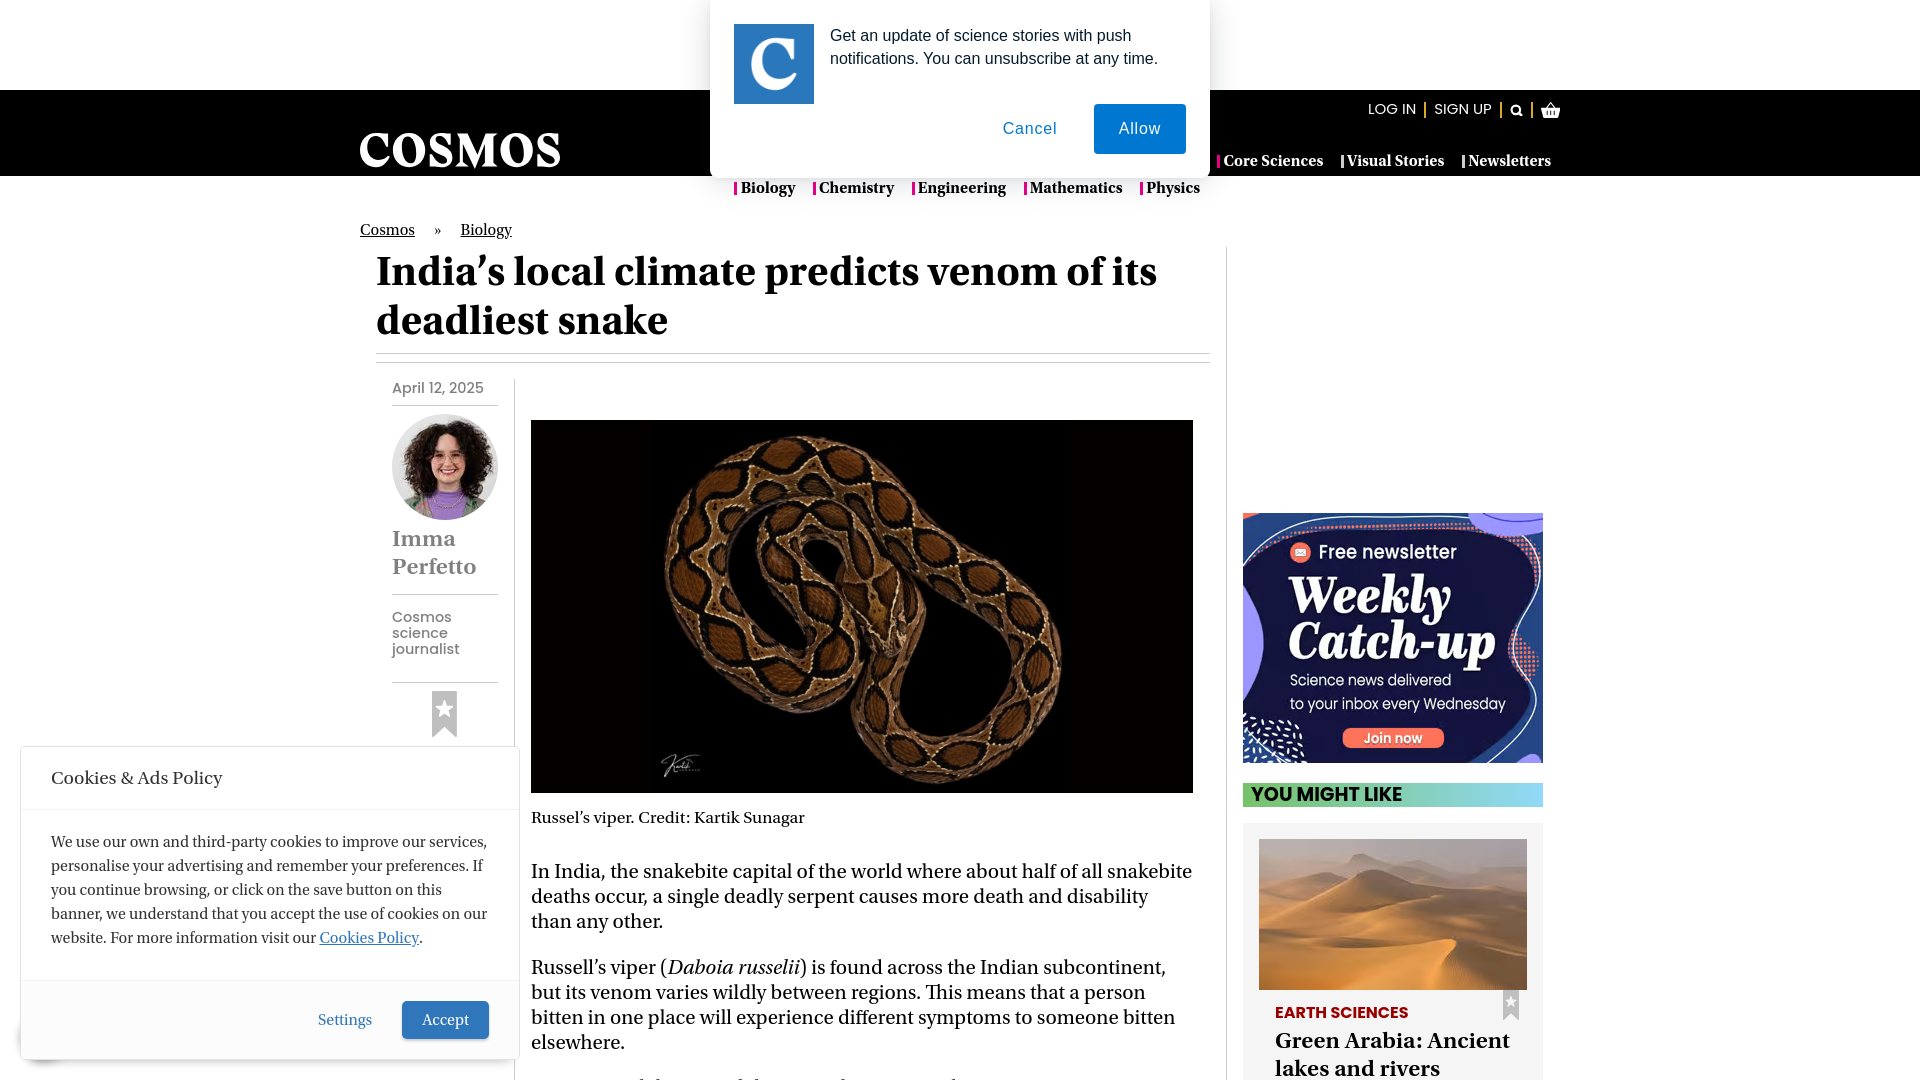 Get an update of science stories with push
notifications. You can unsubscribe at any time.
Cancel
Allow
LOG IN
SIGN UP
COSMOS
Core Sciences
Visual Stories
Newsletters
Biology
Chemistry
Engineering
Mathematics
Physics
Cosmos » Biology
India’s local climate predicts venom of its
deadliest snake
April 12, 2025
Imma
Perfetto
Cosmos
science
journalist
Russel’s viper. Credit: Kartik Sunagar
In India, the snakebite capital of the world where about half of all snakebite
deaths occur, a single deadly serpent causes more death and disability
than any other.
Russell’s viper (Daboia russelii) is found across the Indian subcontinent,
but its venom varies wildly between regions. This means that a person
bitten in one place will experience different symptoms to someone bitten
elsewhere.
Free newsletter
Weekly
Catch-up
Science news delivered
to your inbox every Wednesday
Join now
YOU MIGHT LIKE
EARTH SCIENCES
Green Arabia: Ancient
lakes and rivers
Cookies & Ads Policy
We use our own and third-party cookies to improve our services,
personalise your advertising and remember your preferences. If
you continue browsing, or click on the save button on this
banner, we understand that you accept the use of cookies on our
website. For more information visit our Cookies Policy.
Settings
Accept